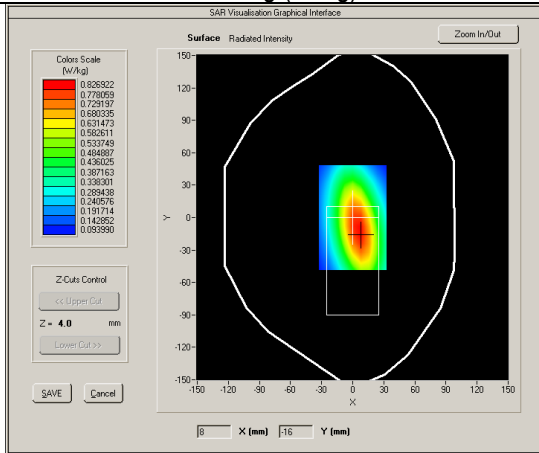 SAR Visualisation Graphical Interface
Surface Radiated Intensity
Zoom In/Out
Colors Scale
(W/kg)
0.826922
0.778059
0.729197
0.680335
0.631473
0.582611
0.533749
0.484887
0.436025
0.387163
0.338301
0.289438
0.240576
0.191714
0.142852
0.093990
Z-Cuts Control
<< Upper Cut
Z = 4.0 mm
Lower Cut >>
SAVE Cancel
150
120
90
60
30
0
-30
-60
-90
-120
-150
Y
-150 -120 -90 -60 -30 0 30 60 90 120 150
X
8 X (mm) -16 Y (mm)